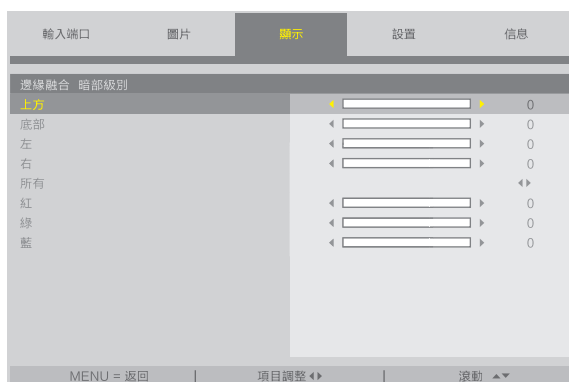 輸入端口 圖片 顯示 設置 信息
邊緣融合 暗部級別
上方 0
底部 0
左 0
右 0
所有
紅 0
綠 0
藍 0
MENU = 返回 | 項目調整 | 滾動